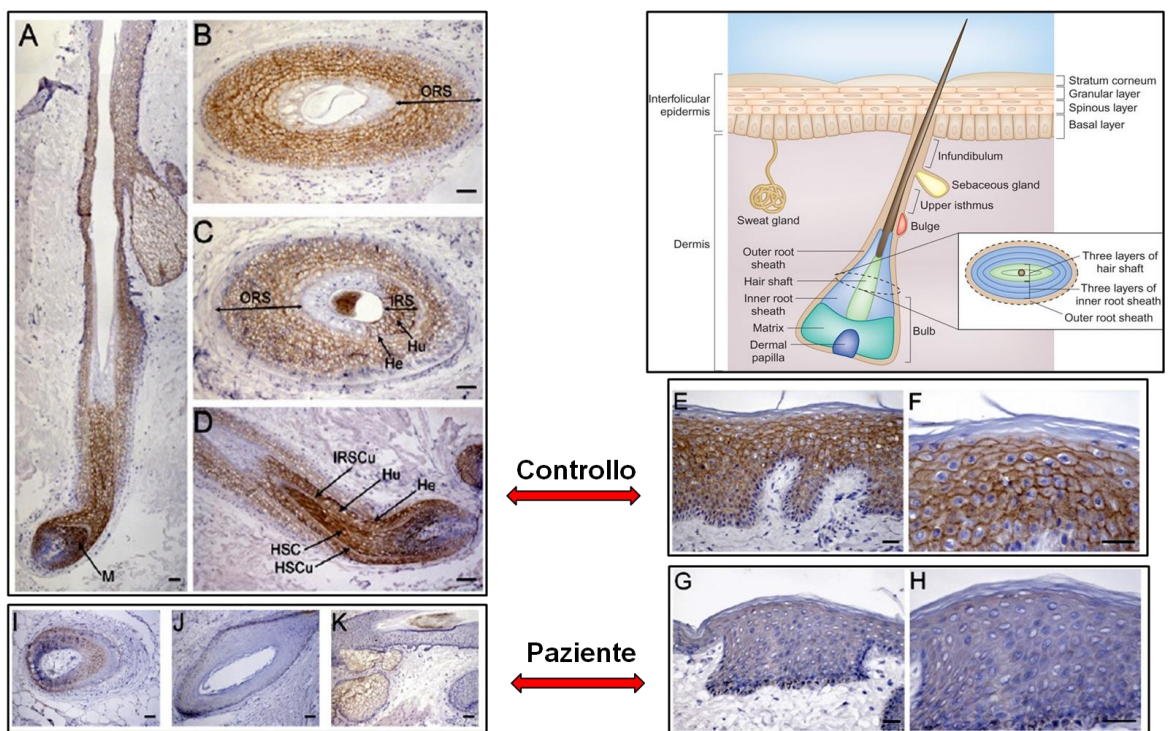 A
B
ORS
C
ORS
IRS
Hu
He
D
IRSCu
Hu
He
HSC
HSCu
M
I
J
K
Controllo
Paziente
Interfolicular
epidermis
Stratum corneum
Granular layer
Spinous layer
Basal layer
Infundibulum
Sebaceous gland
Upper isthmus
Bulge
Sweat gland
Dermis
Outer root
sheath
Hair shaft
Inner root
sheath
Matrix
Dermal
papilla
Bulb
Three layers of
hair shaft
Three layers of
inner root sheath
Outer root sheath
E
F
G
H